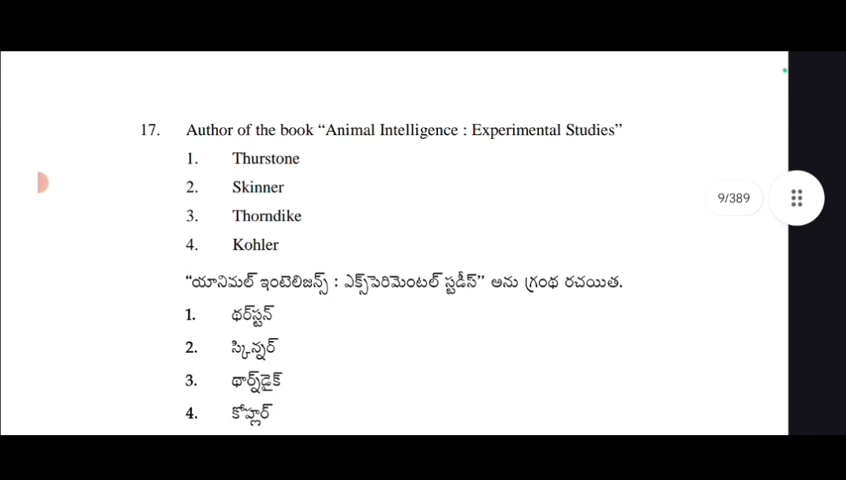 17. Author of the book “Animal Intelligence : Experimental Studies”
1. Thurstone
2. Skinner
3. Thorndike
9/389
4. Kohler
“యానిమల్ ఇంటెలిజన్స్ : ఎక్స్‌పెరిమెంటల్ స్టడీస్” అను గ్రంథ రచయిత.
1. థర్‌స్టన్
2. స్కిన్నర్
3. థార్న్‌డైక్
4. కోహ్లర్